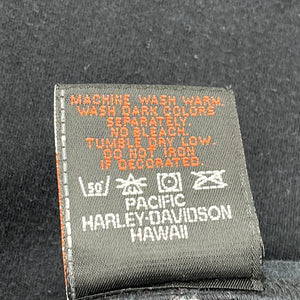 MACHINE WASH WARM.
WASH DARK COLORS
SEPARATELY
NO BLEACH.
TUMBLE DRY LOW.
DO NOT IRON
IF DECORATED.
50
PACIFIC
HARLEY-DAVIDSON
HAWAII